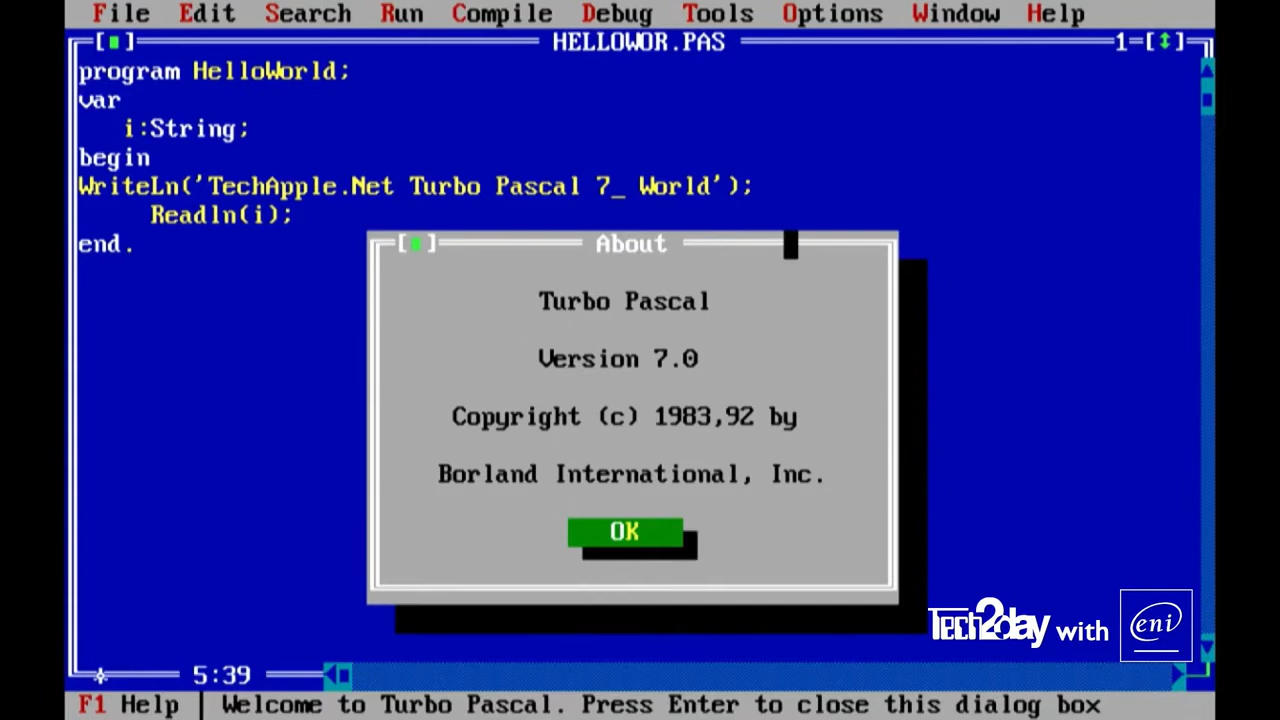 File Edit Search Run Compile Debug Tools Options Window Help
[■] HELLOWOR.PAS 1=[↕]
program HelloWorld;
var
i:String;
begin
WriteLn('TechApple.Net Turbo Pascal 7_ World');
Readln(i);
end.
[■] About
Turbo Pascal
Version 7.0
Copyright (c) 1983,92 by
Borland International, Inc.
OK
Tech2day with eni
5:39
F1 Help │ Welcome to Turbo Pascal. Press Enter to close this dialog box